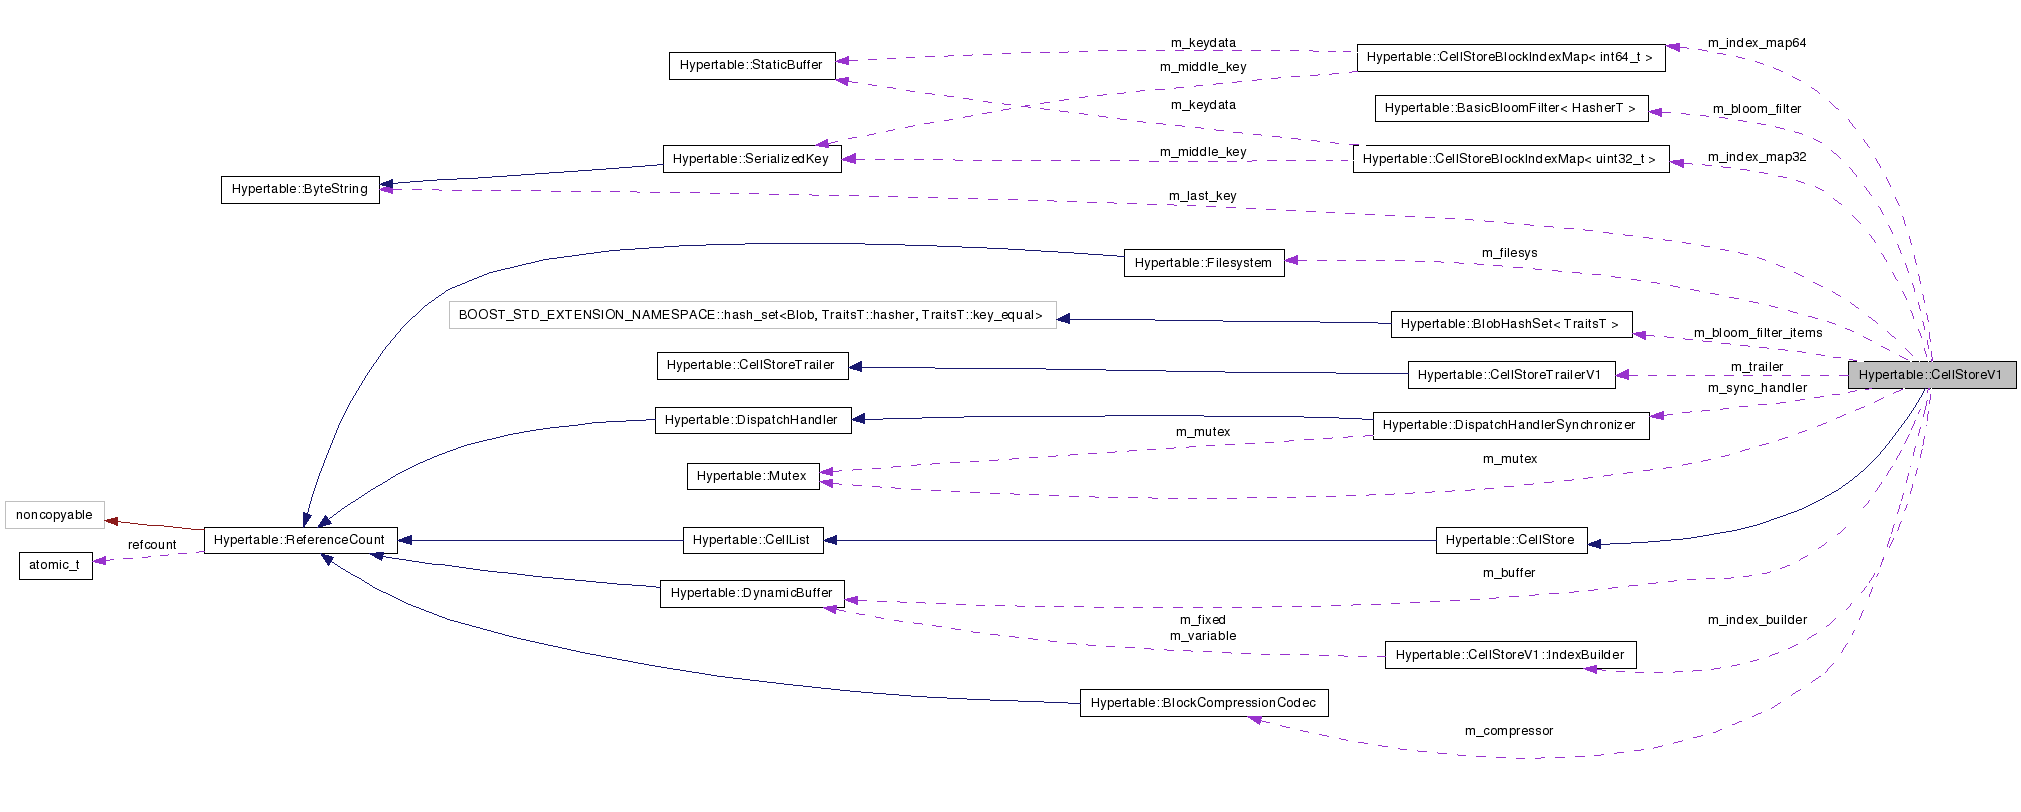 m_index_map64
m_keydata
Hypertable::CellStoreBlockIndexMap< int64_t >
Hypertable::StaticBuffer
m_middle_key
m_keydata
Hypertable::BasicBloomFilter< HasherT >
m_bloom_filter
m_middle_key
m_index_map32
Hypertable::SerializedKey
Hypertable::CellStoreBlockIndexMap< uint32_t >
Hypertable::ByteString
m_last_key
m_filesys
Hypertable::Filesystem
BOOST_STD_EXTENSION_NAMESPACE::hash_set<Blob, TraitsT::hasher, TraitsT::key_equal>
Hypertable::BlobHashSet< TraitsT >
m_bloom_filter_items
Hypertable::CellStoreTrailer
m_trailer
Hypertable::CellStoreTrailerV1
Hypertable::CellStoreV1
m_sync_handler
Hypertable::DispatchHandler
Hypertable::DispatchHandlerSynchronizer
m_mutex
m_mutex
Hypertable::Mutex
noncopyable
Hypertable::ReferenceCount
Hypertable::CellList
Hypertable::CellStore
refcount
atomic_t
m_buffer
Hypertable::DynamicBuffer
m_fixed
m_variable
m_index_builder
Hypertable::CellStoreV1::IndexBuilder
Hypertable::BlockCompressionCodec
m_compressor